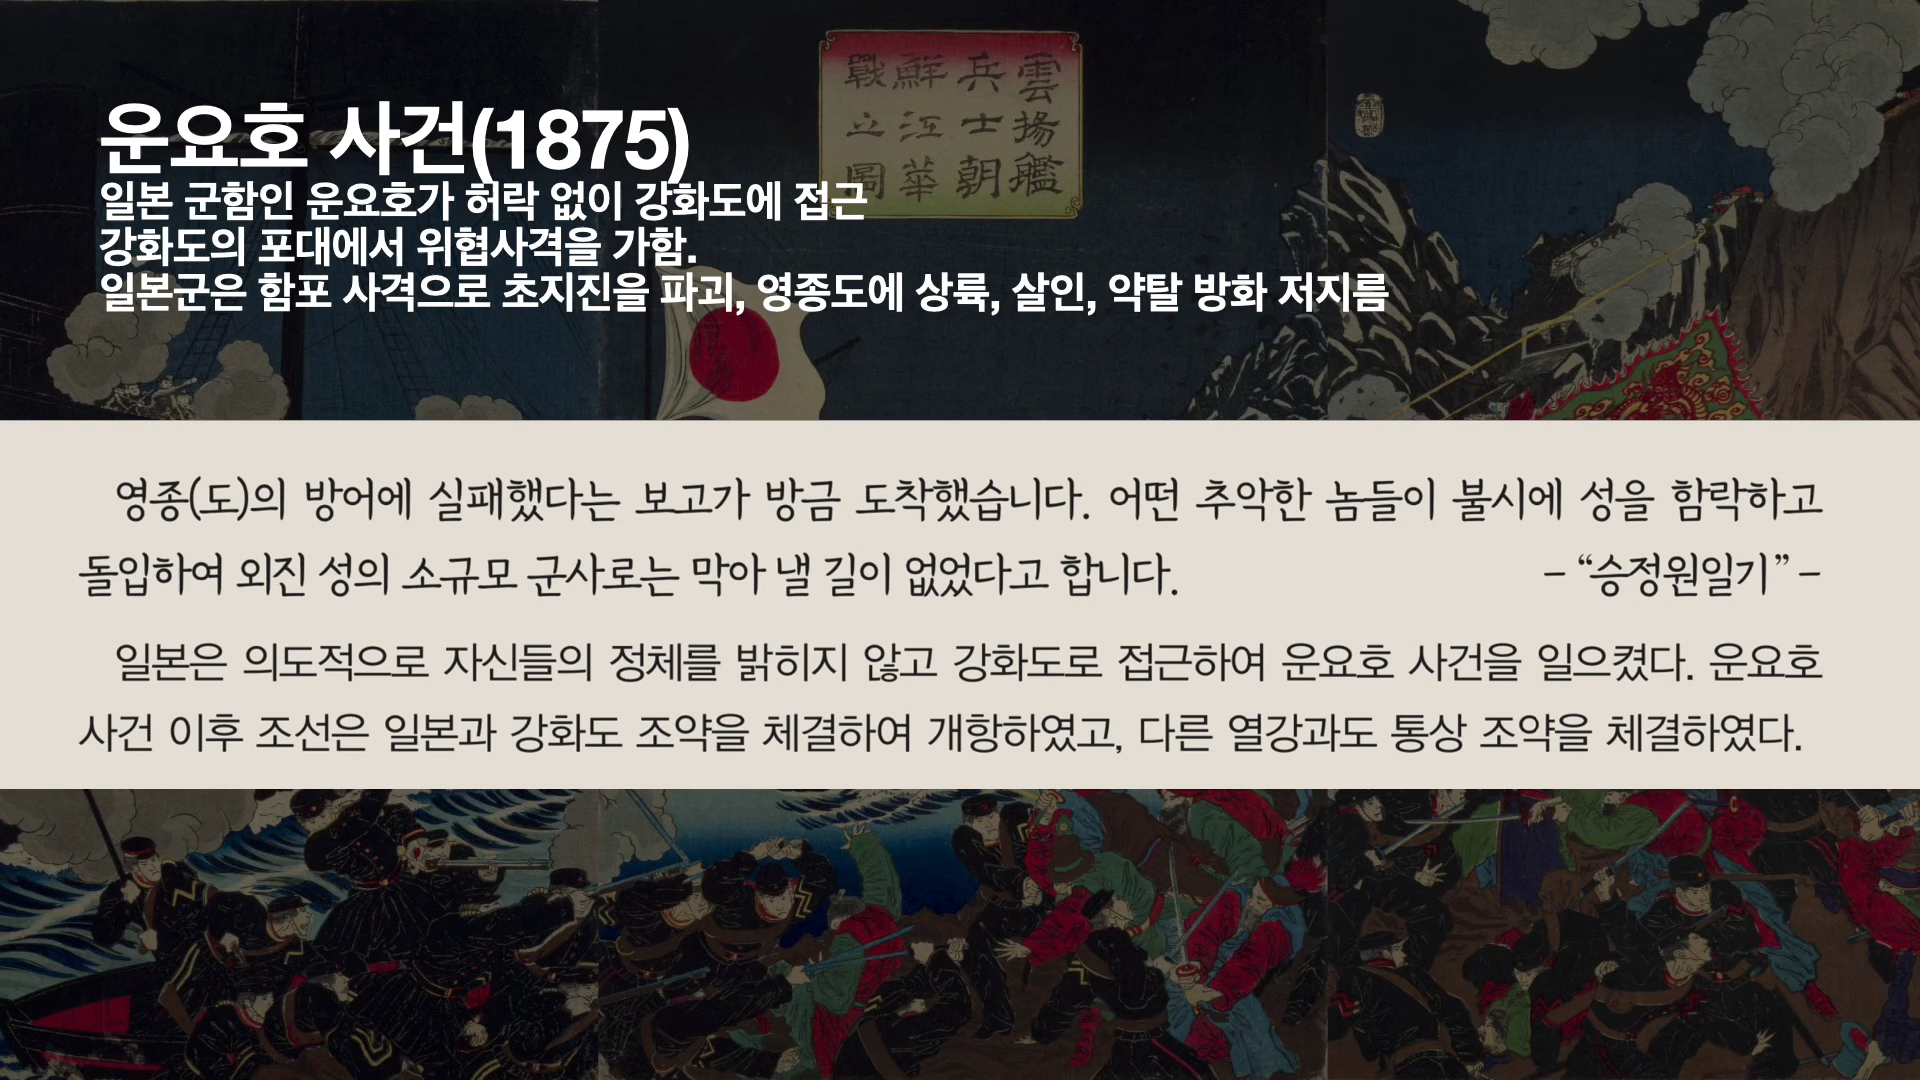 운요호 사건(1875)
일본 군함인 운요호가 허락 없이 강화도에 접근
강화도의 포대에서 위협사격을 가함.
일본군은 함포 사격으로 초지진을 파괴, 영종도에 상륙, 살인, 약탈 방화 저지름
雲揚艦
兵士朝
鮮江華
戰之圖
영종(도)의 방어에 실패했다는 보고가 방금 도착했습니다. 어떤 추악한 놈들이 불시에 성을 함락하고
돌입하여 외진 성의 소규모 군사로는 막아 낼 길이 없었다고 합니다. – “승정원일기” –
일본은 의도적으로 자신들의 정체를 밝히지 않고 강화도로 접근하여 운요호 사건을 일으켰다. 운요호
사건 이후 조선은 일본과 강화도 조약을 체결하여 개항하였고, 다른 열강과도 통상 조약을 체결하였다.